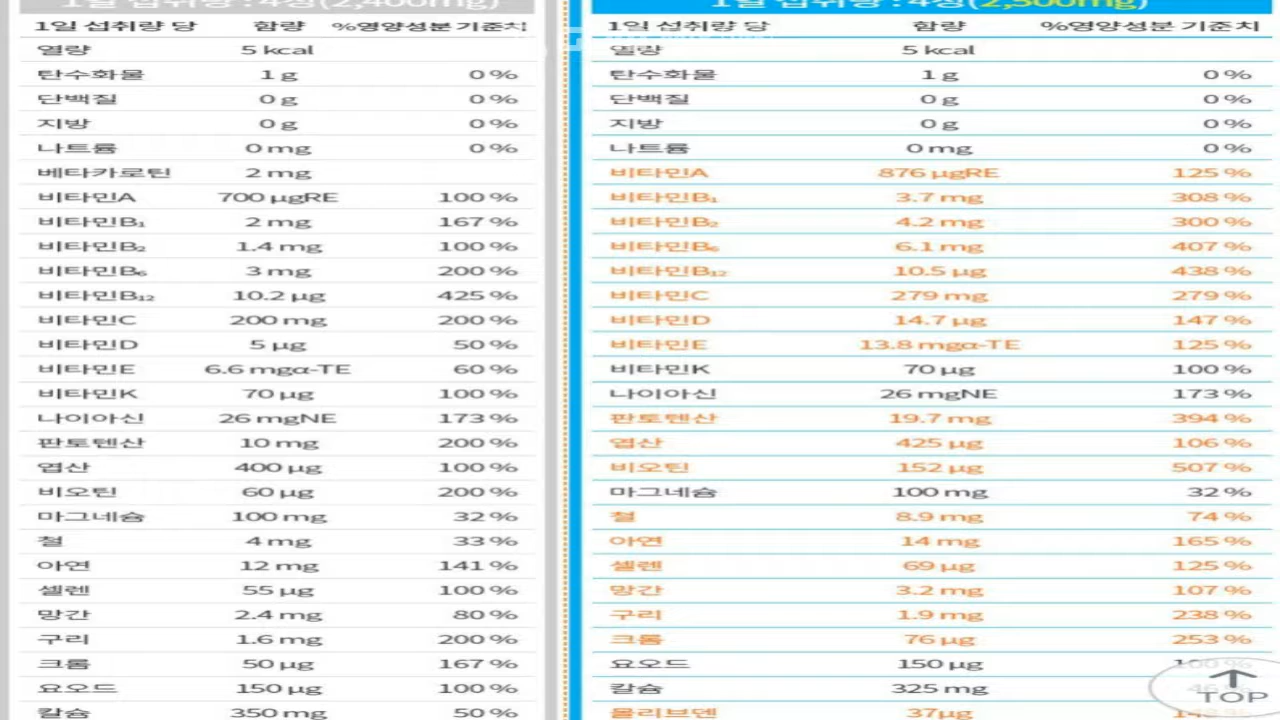 1일 섭취량 : 4정(2,400mg)
1일 섭취량 당 함량 %영양성분 기준치
열량 5 kcal
탄수화물 1 g 0 %
단백질 0 g 0 %
지방 0 g 0 %
나트륨 0 mg 0 %
베타카로틴 2 mg
비타민A 700 µgRE 100 %
비타민B₁ 2 mg 167 %
비타민B₂ 1.4 mg 100 %
비타민B₆ 3 mg 200 %
비타민B₁₂ 10.2 µg 425 %
비타민C 200 mg 200 %
비타민D 5 µg 50 %
비타민E 6.6 mgα-TE 60 %
비타민K 70 µg 100 %
나이아신 26 mgNE 173 %
판토텐산 10 mg 200 %
엽산 400 µg 100 %
비오틴 60 µg 200 %
마그네슘 100 mg 32 %
철 4 mg 33 %
아연 12 mg 141 %
셀렌 55 µg 100 %
망간 2.4 mg 80 %
구리 1.6 mg 200 %
크롬 50 µg 167 %
요오드 150 µg 100 %
칼슘 350 mg 50 %
1일 섭취량 : 4정(2,500mg)
1일 섭취량 당 함량 %영양성분 기준치
열량 5 kcal
탄수화물 1 g 0 %
단백질 0 g 0 %
지방 0 g 0 %
나트륨 0 mg 0 %
비타민A 876 µgRE 125 %
비타민B₁ 3.7 mg 308 %
비타민B₂ 4.2 mg 300 %
비타민B₆ 6.1 mg 407 %
비타민B₁₂ 10.5 µg 438 %
비타민C 279 mg 279 %
비타민D 14.7 µg 147 %
비타민E 13.8 mgα-TE 125 %
비타민K 70 µg 100 %
나이아신 26 mgNE 173 %
판토텐산 19.7 mg 394 %
엽산 425 µg 106 %
비오틴 152 µg 507 %
마그네슘 100 mg 32 %
철 8.9 mg 74 %
아연 14 mg 165 %
셀렌 69 µg 125 %
망간 3.2 mg 107 %
구리 1.9 mg 238 %
크롬 76 µg 253 %
요오드 150 µg 100 %
칼슘 325 mg
몰리브덴 37µg
TOP